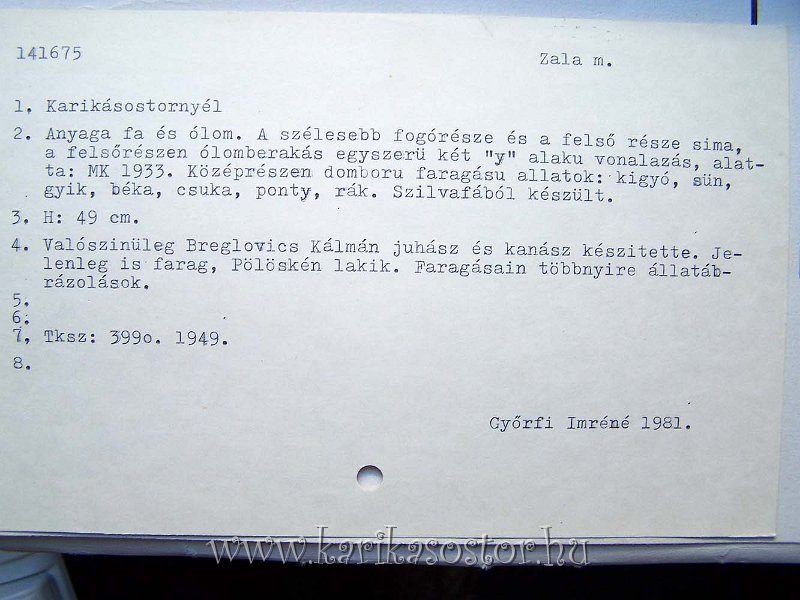 141675
Zala m.
1. Karikásostornyél
2. Anyaga fa és ólom. A szélesebb fogórésze és a felső része sima,
a felsőrészen ólomberakás egyszerü két "y" alaku vonalazás, alat-
ta: MK 1933. Középrészen domboru faragásu allatok: kigyó, sün,
gyik, béka, csuka, ponty, rák. Szilvafából készült.
3. H: 49 cm.
4. Valószinüleg Breglovics Kálmán juhász és kanász készitette. Je-
lenleg is farag, Pölöskén lakik. Faragásain többnyire állatáb-
rázolások.
5.
6.
7, Tksz: 399o. 1949.
8.
Győrfi Imréné 1981.
www.karikasostor.hu